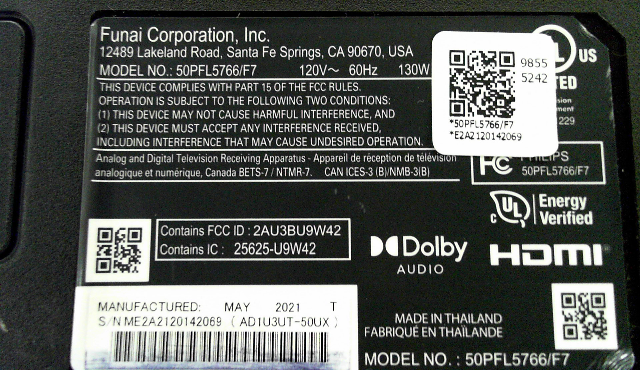 Funai Corporation, Inc.
12489 Lakeland Road, Santa Fe Springs, CA 90670, USA
MODEL NO.: 50PFL5766/F7 120V~ 60Hz 130W
THIS DEVICE COMPLIES WITH PART 15 OF THE FCC RULES.
OPERATION IS SUBJECT TO THE FOLLOWING TWO CONDITIONS:
(1) THIS DEVICE MAY NOT CAUSE HARMFUL INTERFERENCE, AND
(2) THIS DEVICE MUST ACCEPT ANY INTERFERENCE RECEIVED,
INCLUDING INTERFERENCE THAT MAY CAUSE UNDESIRED OPERATION.
Analog and Digital Television Receiving Apparatus - Appareil de réception de télévision
analogique et numérique, Canada BETS-7 / NTMR-7. CAN ICES-3 (B)/NMB-3(B)
9855
5242
*50PFL5766/F7
*E2A2120142069
UL US
229
FC PHILIPS
50PFL5766/F7
c UL Energy
Verified
Contains FCC ID : 2AU3BU9W42
Contains IC : 25625-U9W42
Dolby
AUDIO
HDMI
MANUFACTURED: MAY 2021 T
S/N ME2A2120142069 ( AD1U3UT-50UX )
MADE IN THAILAND
FABRIQUÉ EN THAÏLANDE
MODEL NO. : 50PFL5766/F7